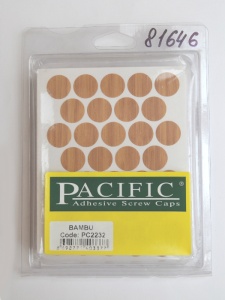 81646
PACIFIC
Adhesive Screw Caps
BAMBU
Code: PC2232